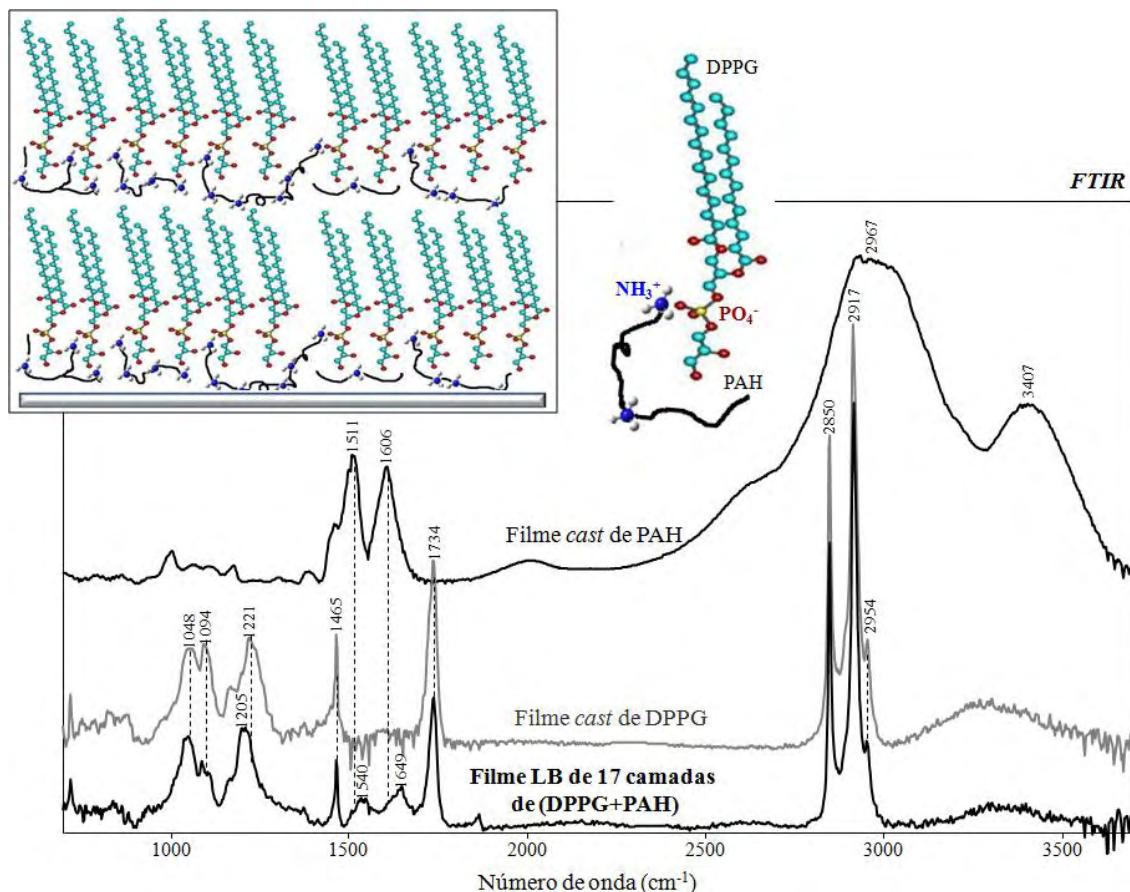 DPPG
FTIR
NH₃⁺
PO₄⁻
PAH
2967
2917
3407
2850
2954
1511
1606
Filme cast de PAH
1734
1465
1221
1094
1048
1205
Filme cast de DPPG
1540
1649
Filme LB de 17 camadas
de (DPPG+PAH)
1000
1500
2000
2500
3000
3500
Número de onda (cm⁻¹)